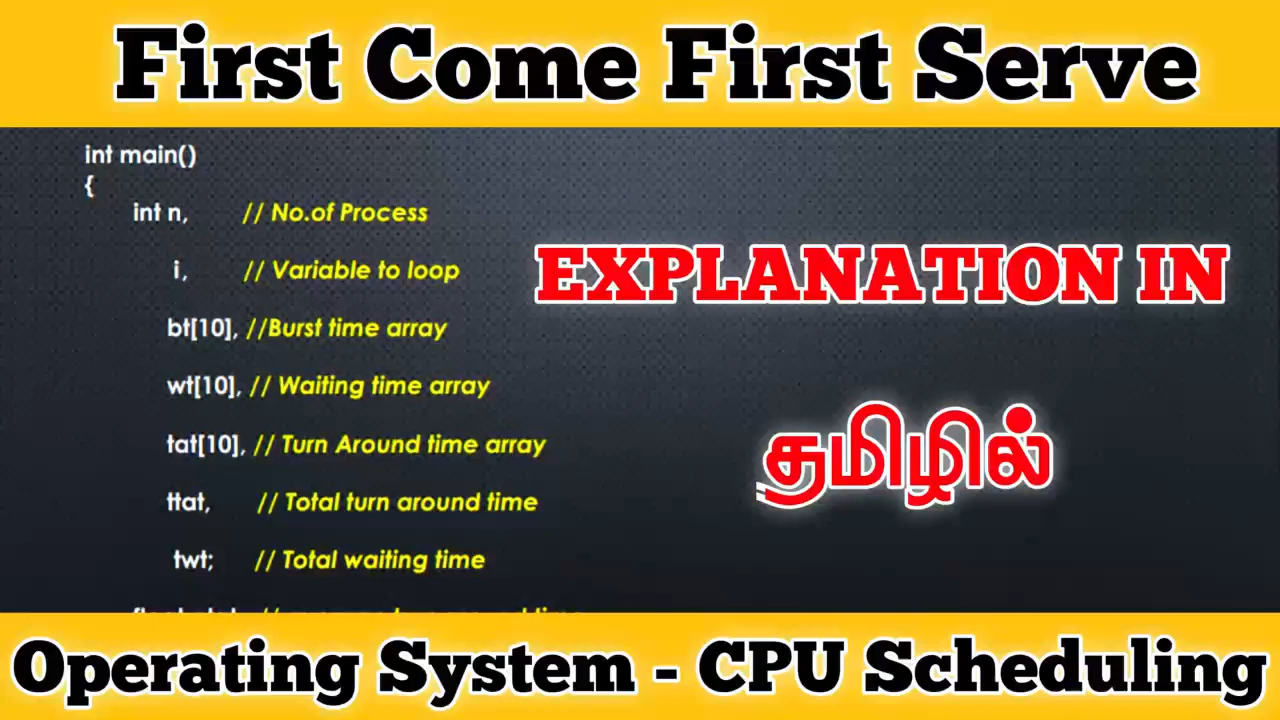 First Come First Serve
int main()
{
int n, // No.of Process
i, // Variable to loop
bt[10], //Burst time array
wt[10], // Waiting time array
tat[10], // Turn Around time array
ttat, // Total turn around time
twt; // Total waiting time
EXPLANATION IN
தமிழில்
Operating System - CPU Scheduling